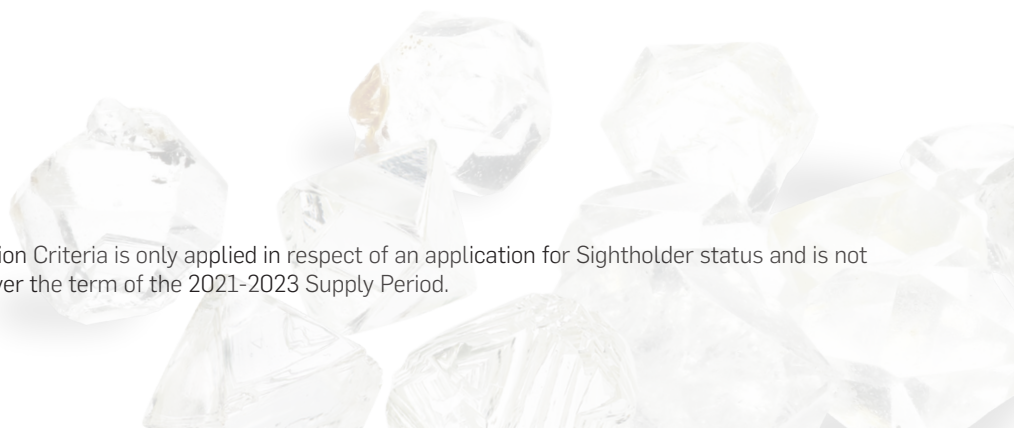 ion Criteria is only applied in respect of an application for Sightholder status and is not
ver the term of the 2021-2023 Supply Period.